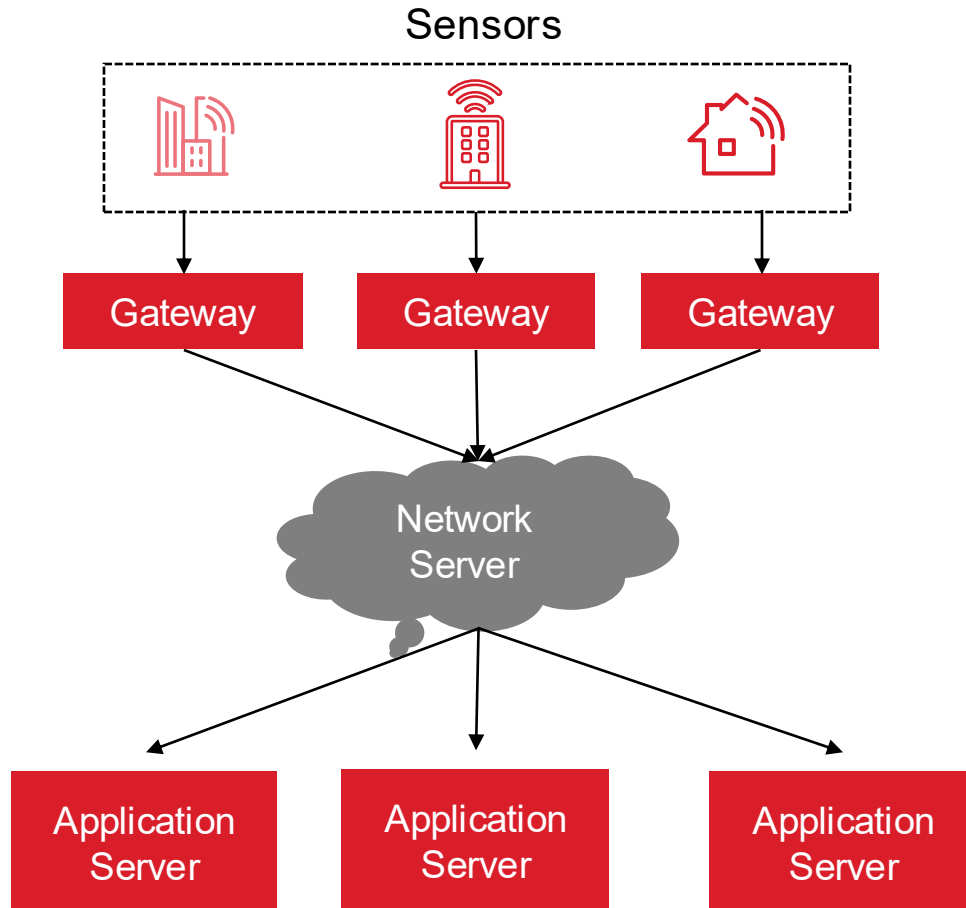 Sensors
Gateway
Gateway
Gateway
Network
Server
Application
Server
Application
Server
Application
Server